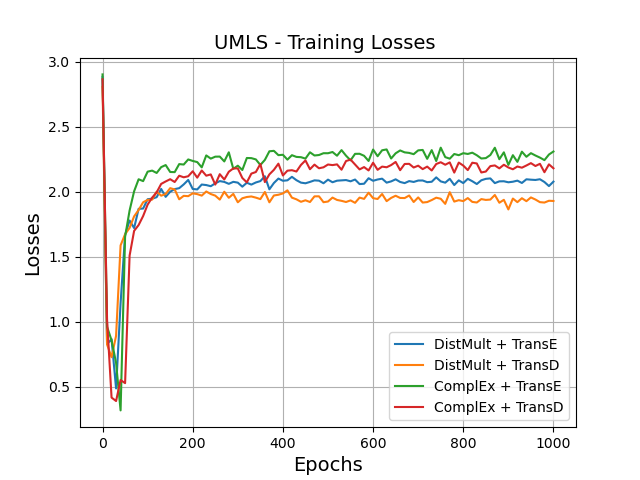 UMLS - Training Losses
3.0
2.5
2.0
1.5
1.0
0.5
Losses
0
200
400
600
800
1000
Epochs
DistMult + TransE
DistMult + TransD
ComplEx + TransE
ComplEx + TransD